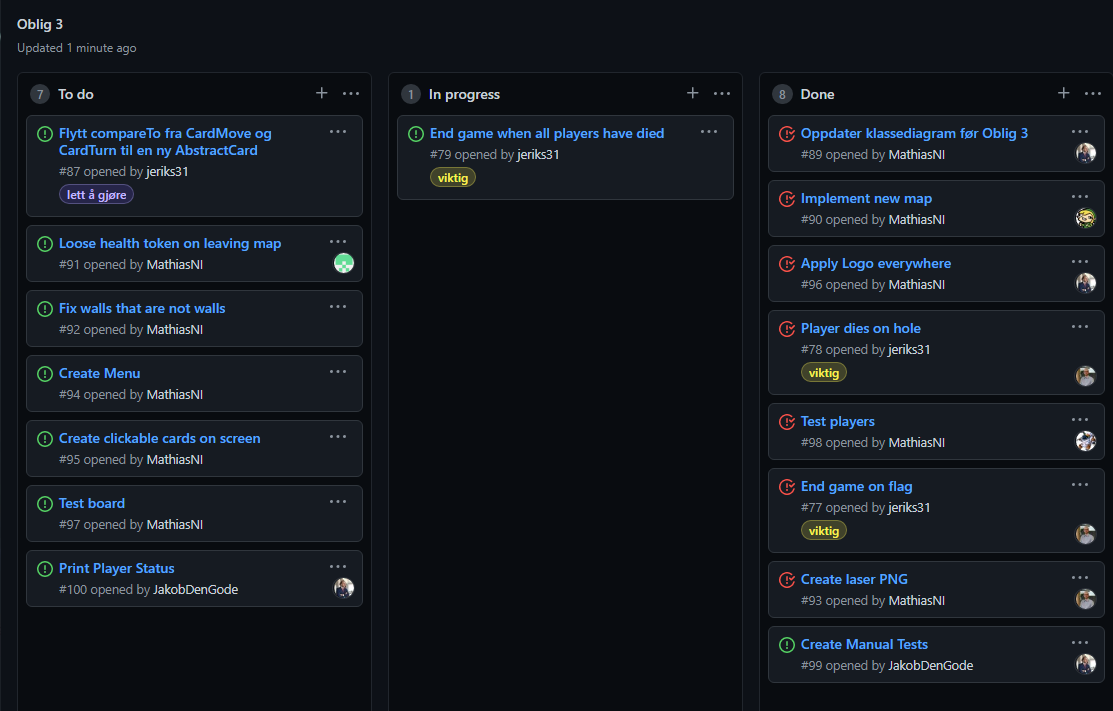 Oblig 3
Updated 1 minute ago
7 To do
Flytt compareTo fra CardMove og
CardTurn til en ny AbstractCard
#87 opened by jeriks31
lett å gjøre
Loose health token on leaving map
#91 opened by MathiasNI
Fix walls that are not walls
#92 opened by MathiasNI
Create Menu
#94 opened by MathiasNI
Create clickable cards on screen
#95 opened by MathiasNI
Test board
#97 opened by MathiasNI
Print Player Status
#100 opened by JakobDenGode
1 In progress
End game when all players have died
#79 opened by jeriks31
viktig
8 Done
Oppdater klassediagram før Oblig 3
#89 opened by MathiasNI
Implement new map
#90 opened by MathiasNI
Apply Logo everywhere
#96 opened by MathiasNI
Player dies on hole
#78 opened by jeriks31
viktig
Test players
#98 opened by MathiasNI
End game on flag
#77 opened by jeriks31
viktig
Create laser PNG
#93 opened by MathiasNI
Create Manual Tests
#99 opened by JakobDenGode